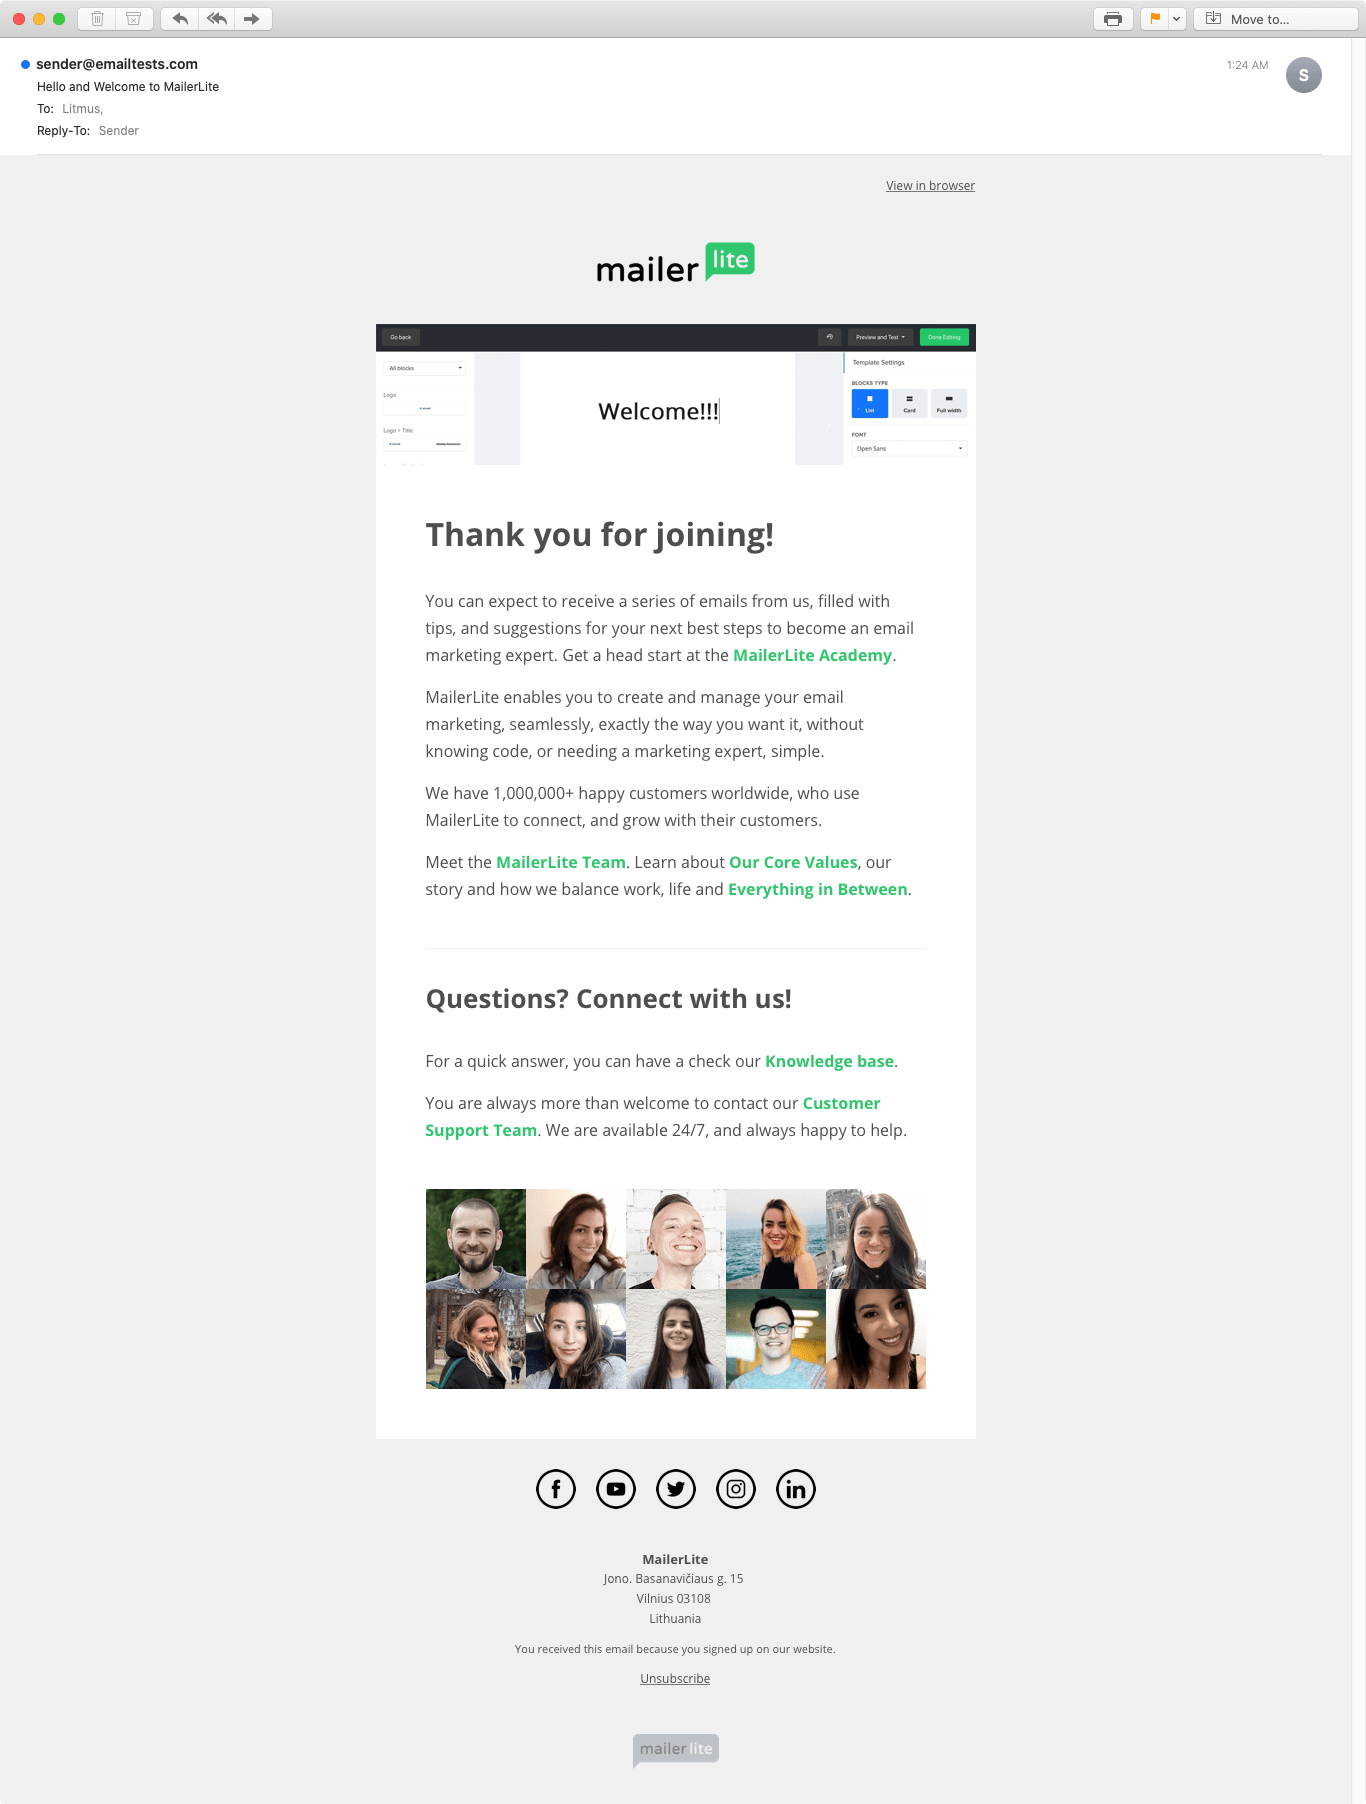 Move to...
sender@emailtests.com
1:24 AM
S
Hello and Welcome to MailerLite
To: Litmus,
Reply-To: Sender
View in browser
mailer lite
Go back
Preview and Test
Done Editing
All blocks
Template Settings
Logo
BLOCKS TYPE
Welcome!!!
List
Card
Full width
Logo + Title
FONT
Open Sans
Thank you for joining!
You can expect to receive a series of emails from us, filled with
tips, and suggestions for your next best steps to become an email
marketing expert. Get a head start at the MailerLite Academy.
MailerLite enables you to create and manage your email
marketing, seamlessly, exactly the way you want it, without
knowing code, or needing a marketing expert, simple.
We have 1,000,000+ happy customers worldwide, who use
MailerLite to connect, and grow with their customers.
Meet the MailerLite Team. Learn about Our Core Values, our
story and how we balance work, life and Everything in Between.
Questions? Connect with us!
For a quick answer, you can have a check our Knowledge base.
You are always more than welcome to contact our Customer
Support Team. We are available 24/7, and always happy to help.
MailerLite
Jono. Basanavičiaus g. 15
Vilnius 03108
Lithuania
You received this email because you signed up on our website.
Unsubscribe
mailer lite